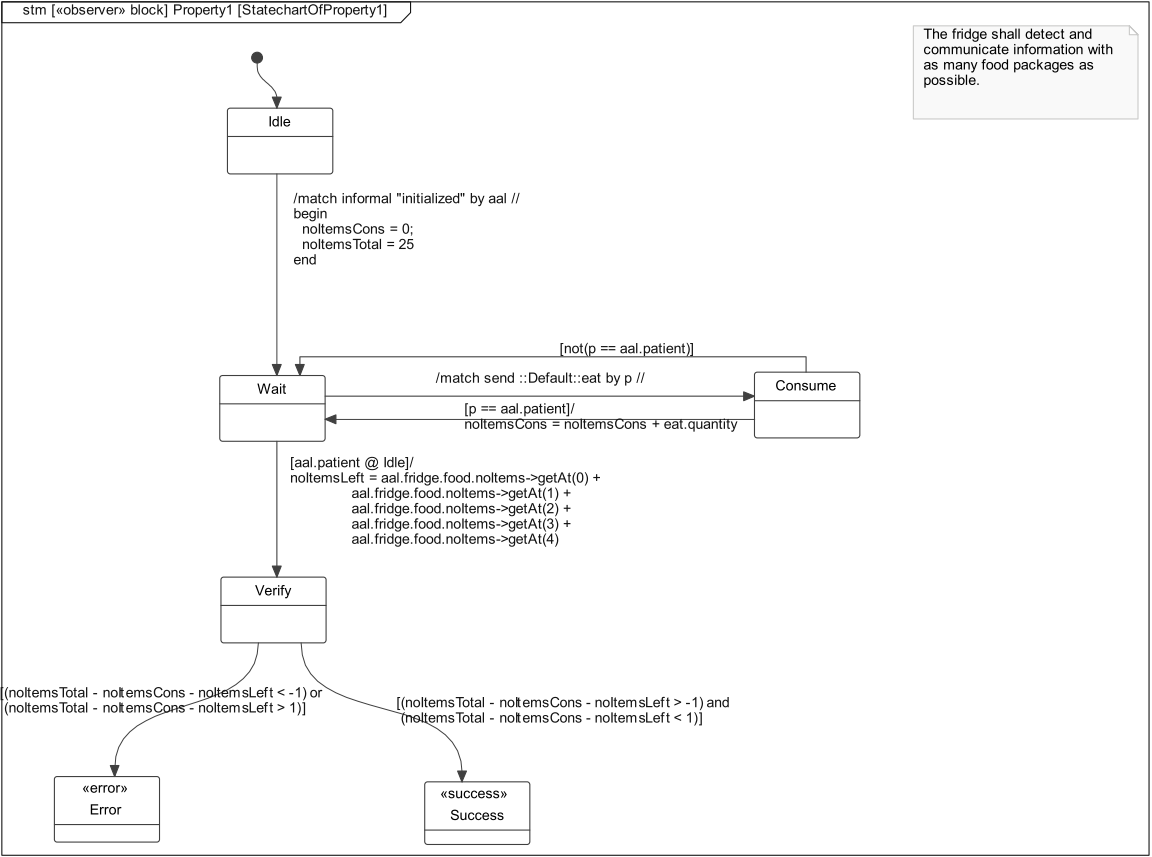 stm [«observer» block] Property1 [StatechartOfProperty1]
The fridge shall detect and
communicate information with
as many food packages as
possible.
Idle
/match informal "initialized" by aal //
begin
noItemsCons = 0;
noItemsTotal = 25
end
[not(p == aal.patient)]
Wait
/match send ::Default::eat by p //
Consume
[p == aal.patient]/
noItemsCons = noItemsCons + eat.quantity
[aal.patient @ Idle]/
noItemsLeft = aal.fridge.food.noItems->getAt(0) +
aal.fridge.food.noItems->getAt(1) +
aal.fridge.food.noItems->getAt(2) +
aal.fridge.food.noItems->getAt(3) +
aal.fridge.food.noItems->getAt(4)
Verify
[(noItemsTotal - noItemsCons - noItemsLeft < -1) or
(noItemsTotal - noItemsCons - noItemsLeft > 1)]
[(noItemsTotal - noItemsCons - noItemsLeft > -1) and
(noItemsTotal - noItemsCons - noItemsLeft < 1)]
«error»
Error
«success»
Success